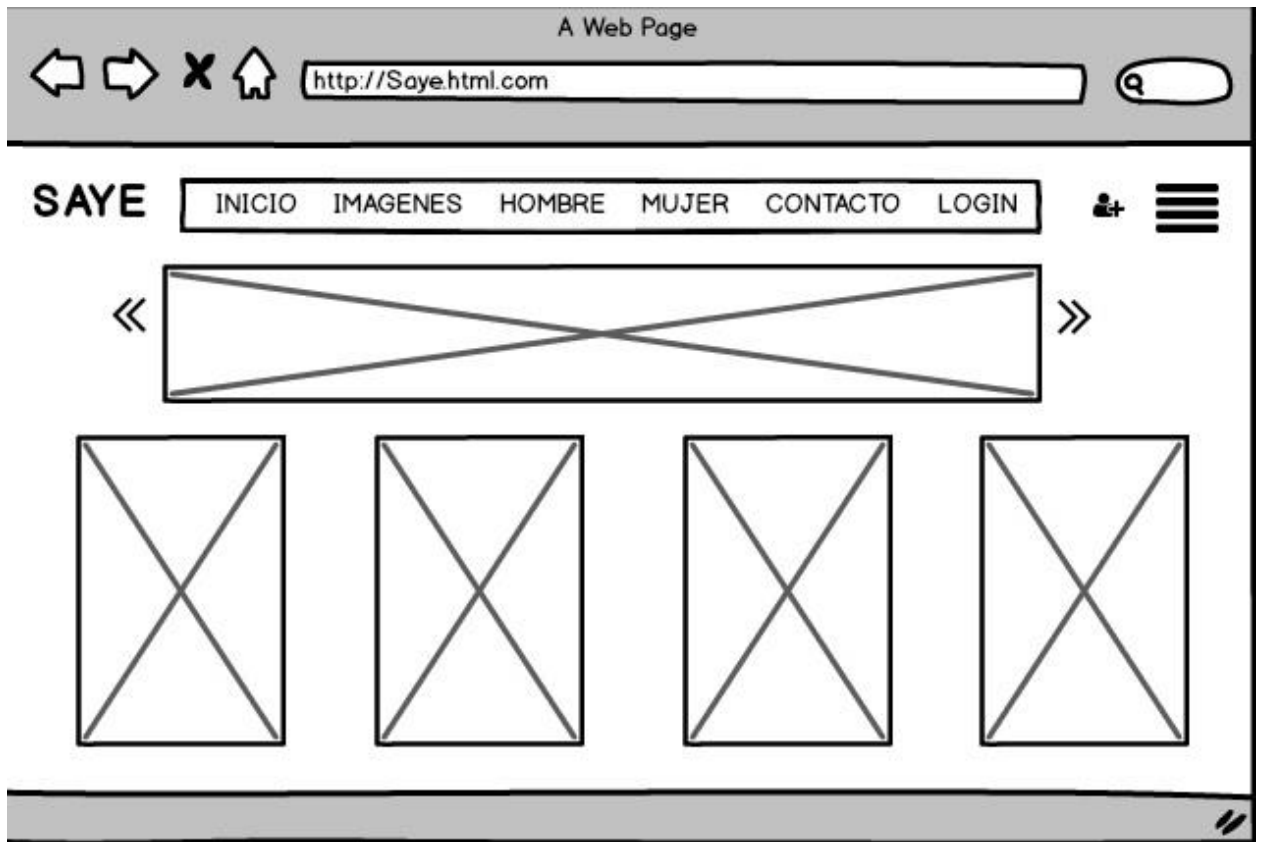 A Web Page
http://Saye.html.com
SAYE INICIO IMAGENES HOMBRE MUJER CONTACTO LOGIN